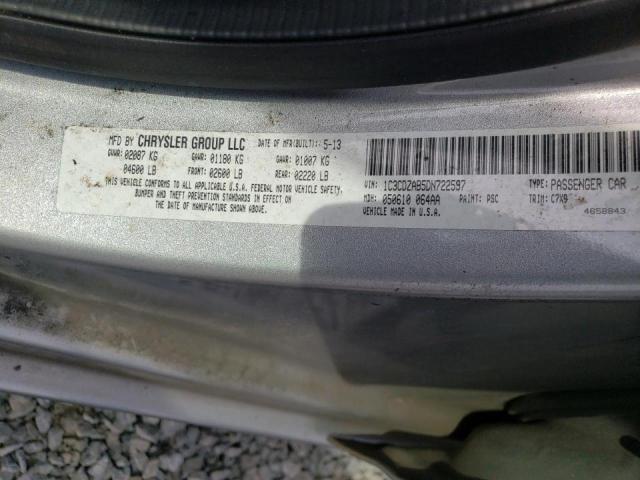 MFD BY CHRYSLER GROUP LLC DATE OF MFR(BUILT): 5-13
GVWR: 02087 KG GAWR: 01180 KG GAWR: 01007 KG
04600 LB FRONT: 02600 LB REAR: 02220 LB
THIS VEHICLE CONFORMS TO ALL APPLICABLE U.S.A. FEDERAL MOTOR VEHICLE SAFETY,
BUMPER AND THEFT PREVENTION STANDARDS IN EFFECT ON
THE DATE OF MANUFACTURE SHOWN ABOVE.
VIN: 1C3CDZAB5DN722597 TYPE: PASSENGER CAR
MDH: 050610 064AA PAINT: PSC TRIM: C7X9
VEHICLE MADE IN U.S.A. 4658843